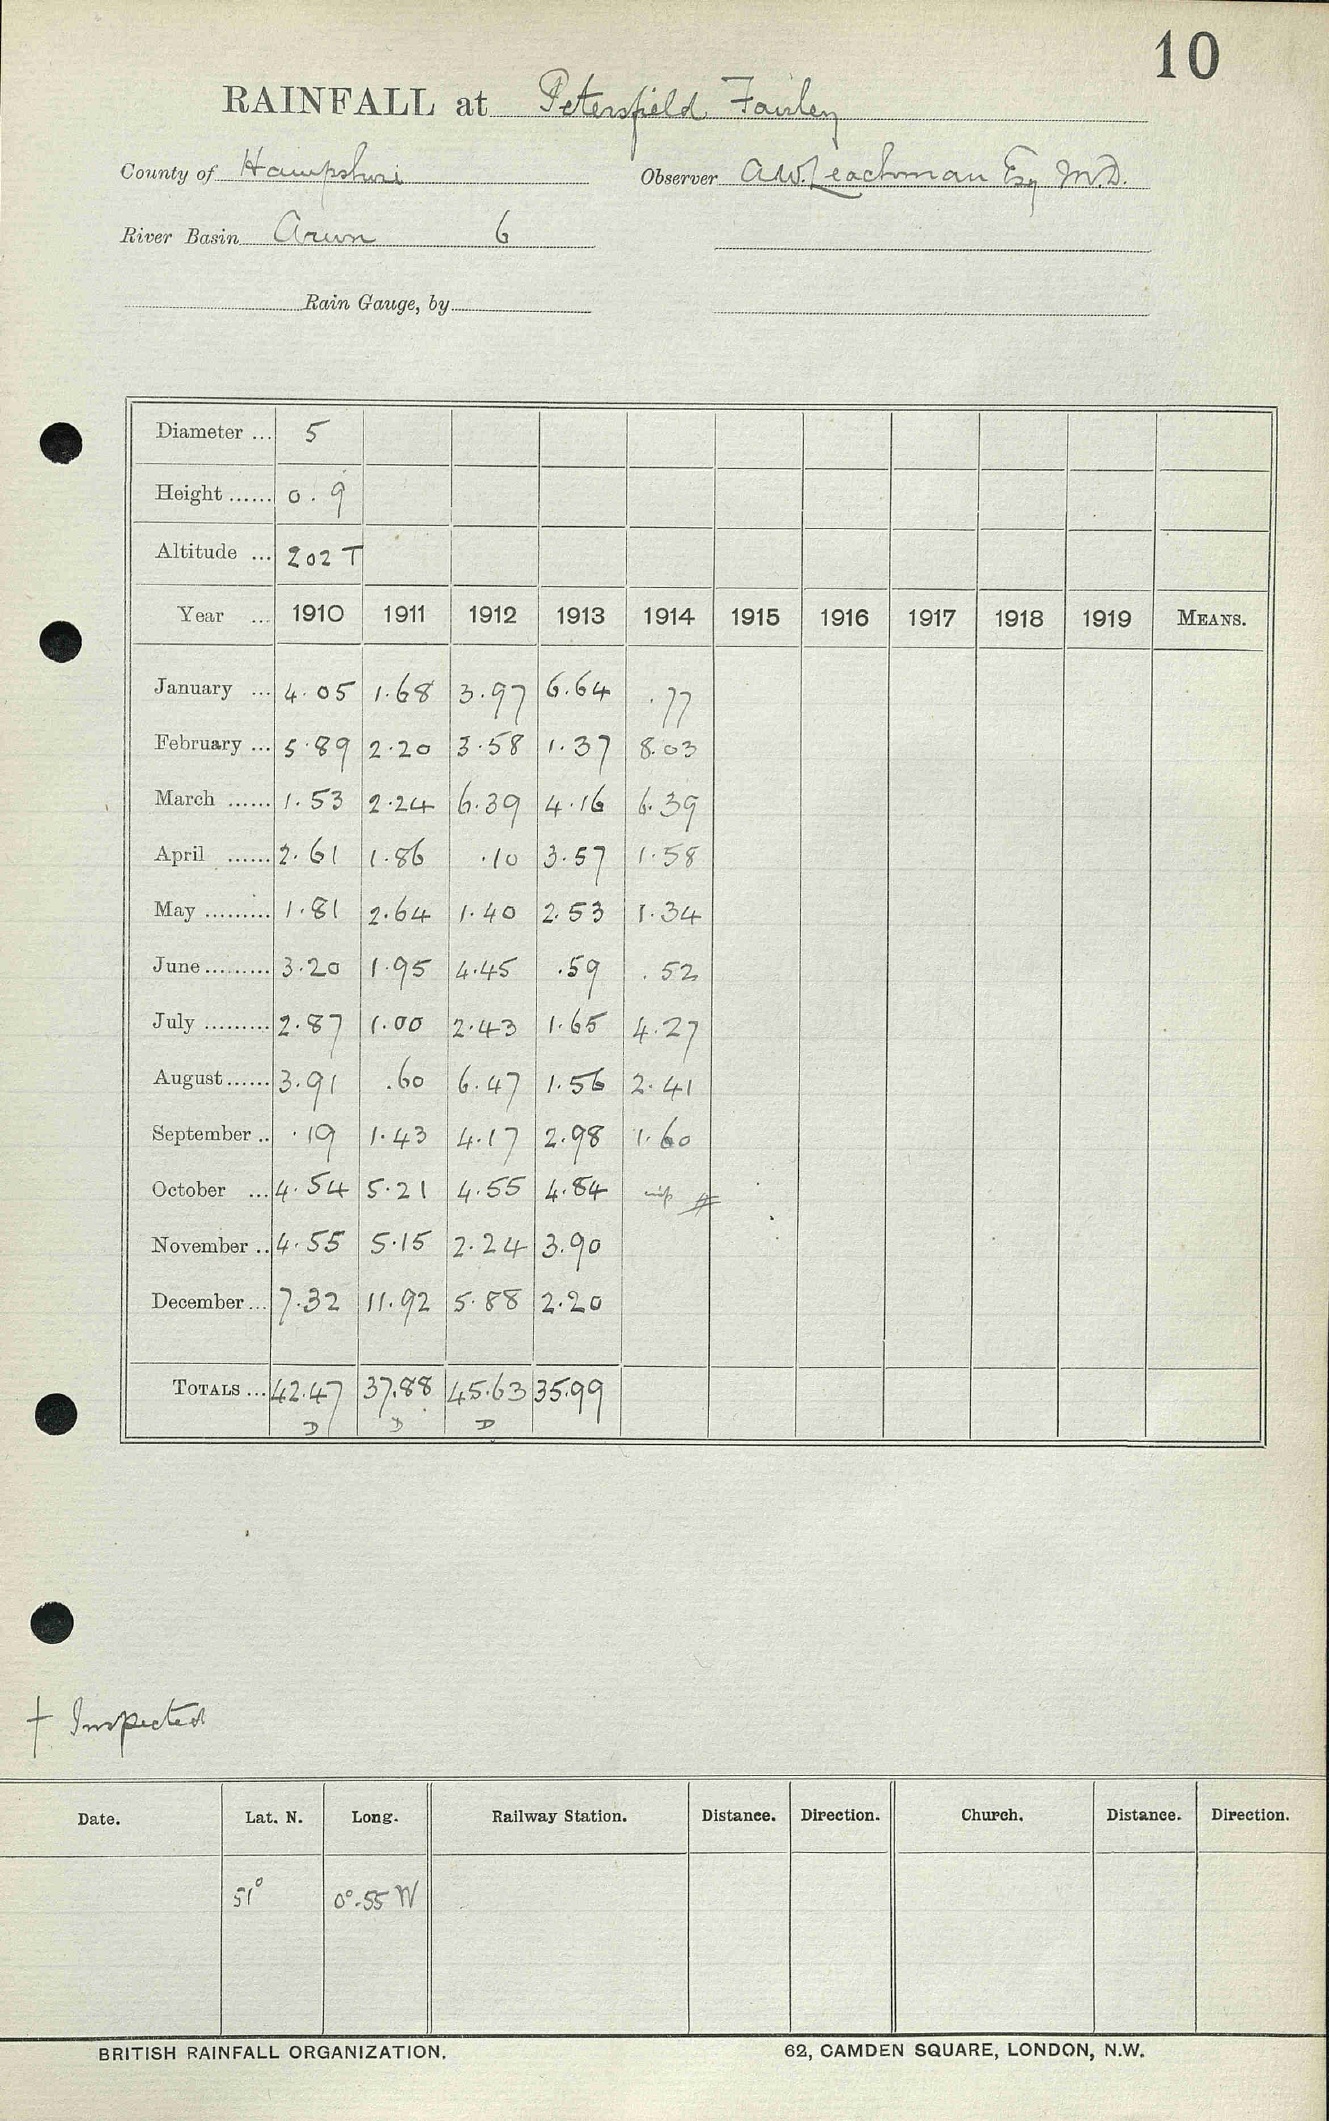 10
RAINFALL at Petersfield Fairley
County of Hampshire Observer A.W. Leachman Esq M.D.
River Basin Arun 6
Rain Gauge, by
Diameter ... 5
Height ...... 0.9
Altitude ... 202 T
Year ... 1910 1911 1912 1913 1914 1915 1916 1917 1918 1919 MEANS.
January ... 4.05 1.68 3.97 6.64 .77
February ... 5.89 2.20 3.58 1.37 8.03
March ...... 1.53 2.24 6.39 4.16 6.39
April ...... 2.61 1.86 .10 3.57 1.58
May ......... 1.81 2.64 1.40 2.53 1.34
June ......... 3.20 1.95 4.45 .59 .52
July ......... 2.87 1.00 2.43 1.65 4.27
August ...... 3.91 .60 6.47 1.56 2.41
September .. .19 1.43 4.17 2.98 1.60
October ... 4.54 5.21 4.55 4.84
November .. 4.55 5.15 2.24 3.90
December ... 7.32 11.92 5.88 2.20
TOTALS ... 42.47 37.88 45.63 35.99
D D D
† Inspected
Date. Lat. N. Long. Railway Station. Distance. Direction. Church. Distance. Direction.
51° 0°.55 W
BRITISH RAINFALL ORGANIZATION. 62, CAMDEN SQUARE, LONDON, N.W.